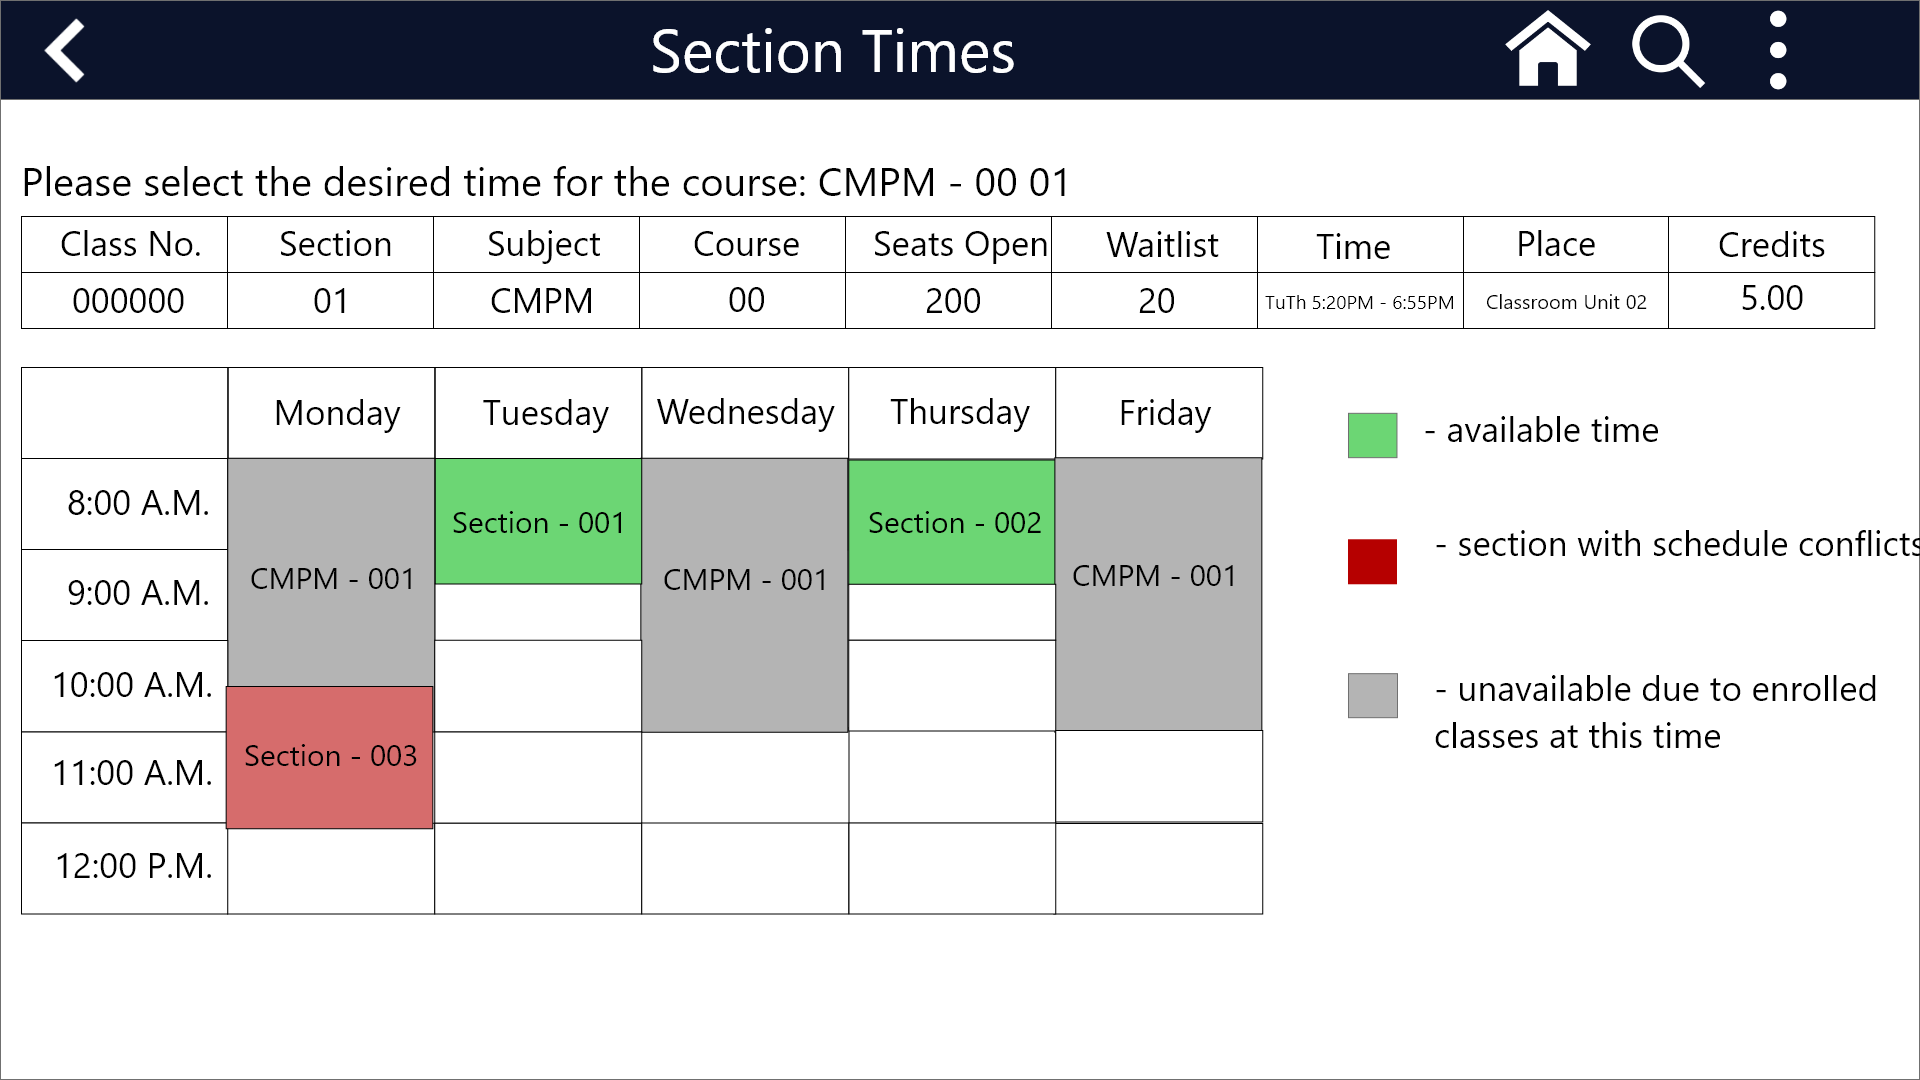 Section Times
Please select the desired time for the course: CMPM - 00 01
Class No. Section Subject Course Seats Open Waitlist Time Place Credits
000000 01 CMPM 00 200 20 TuTh 5:20PM - 6:55PM Classroom Unit 02 5.00
Monday Tuesday Wednesday Thursday Friday
- available time
8:00 A.M.
Section - 001 Section - 002
- section with schedule conflicts
9:00 A.M.
CMPM - 001 CMPM - 001 CMPM - 001
10:00 A.M.
- unavailable due to enrolled
classes at this time
11:00 A.M.
Section - 003
12:00 P.M.